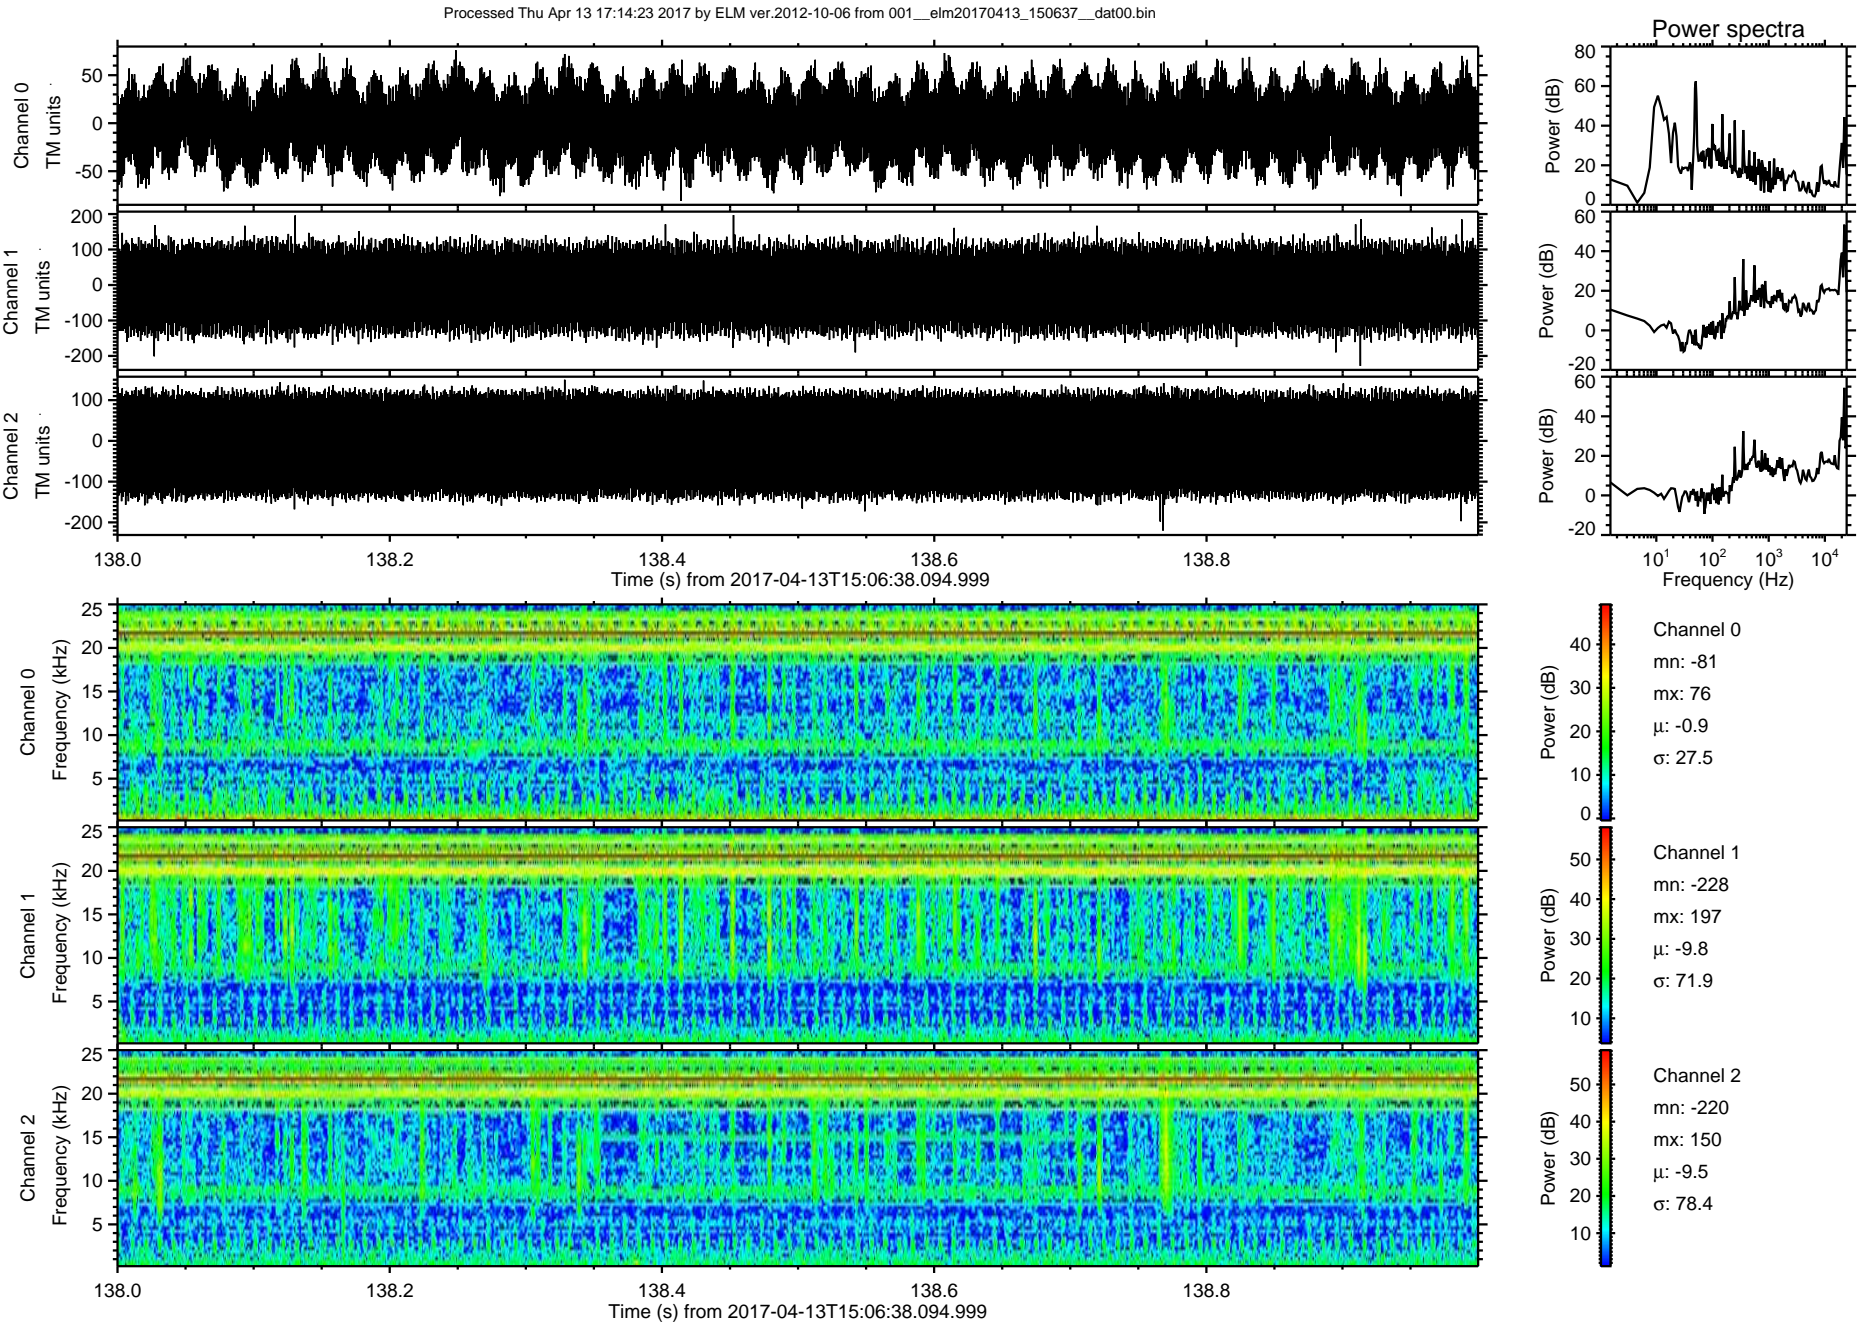 Processed Thu Apr 13 17:14:23 2017 by ELM ver.2012-10-06 from 001__elm20170413_150637__dat00.bin
Power spectra
Channel 0
TM units
50
0
-50
Power (dB)
80
60
40
20
0
Channel 1
TM units
200
100
0
-100
-200
Power (dB)
60
40
20
0
-20
Channel 2
TM units
100
0
-100
-200
Power (dB)
60
40
20
0
-20
138.0 138.2 138.4 138.6 138.8
Time (s) from 2017-04-13T15:06:38.094.999
10¹ 10² 10³ 10⁴
Frequency (Hz)
Channel 0
Frequency (kHz)
25
20
15
10
5
Power (dB)
40
30
20
10
0
Channel 0
mn: -81
mx: 76
μ: -0.9
σ: 27.5
Channel 1
Frequency (kHz)
25
20
15
10
5
Power (dB)
50
40
30
20
10
Channel 1
mn: -228
mx: 197
μ: -9.8
σ: 71.9
Channel 2
Frequency (kHz)
25
20
15
10
5
Power (dB)
50
40
30
20
10
Channel 2
mn: -220
mx: 150
μ: -9.5
σ: 78.4
138.0 138.2 138.4 138.6 138.8
Time (s) from 2017-04-13T15:06:38.094.999